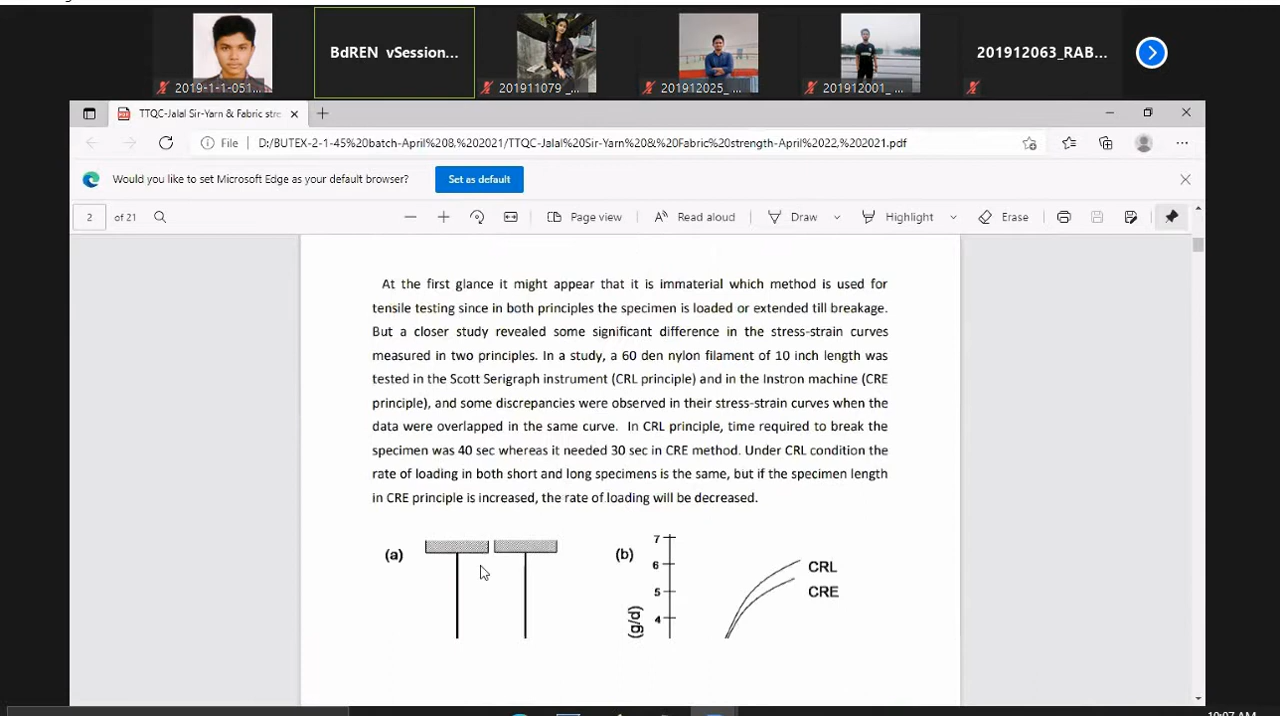 BdREN vSession...
201912063_RAB...
2019-1-1-051...
201911079 _...
201912025_ ...
201912001_ ...
TTQC-Jalal Sir-Yarn & Fabric stre
File
D:/BUTEX-2-1-45%20batch-April%208.%202021/TTQC-Jalal%20Sir-Yarn%20&%20Fabric%20strength-April%2022,%202021.pdf
Would you like to set Microsoft Edge as your default browser?
Set as default
2
of 21
Page view
Read aloud
Draw
Highlight
Erase
At the first glance it might appear that it is immaterial which method is used for
tensile testing since in both principles the specimen is loaded or extended till breakage.
But a closer study revealed some significant difference in the stress-strain curves
measured in two principles. In a study, a 60 den nylon filament of 10 inch length was
tested in the Scott Serigraph instrument (CRL principle) and in the Instron machine (CRE
principle), and some discrepancies were observed in their stress-strain curves when the
data were overlapped in the same curve. In CRL principle, time required to break the
specimen was 40 sec whereas it needed 30 sec in CRE method. Under CRL condition the
rate of loading in both short and long specimens is the same, but if the specimen length
in CRE principle is increased, the rate of loading will be decreased.
(a)
(b)
7
6
5
4
(g/d)
CRL
CRE